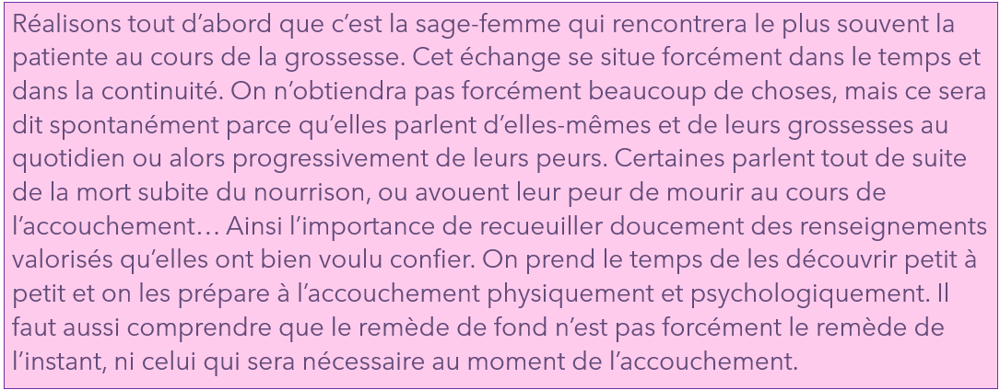 Réalisons tout d’abord que c’est la sage-femme qui rencontrera le plus souvent la
patiente au cours de la grossesse. Cet échange se situe forcément dans le temps et
dans la continuité. On n’obtiendra pas forcément beaucoup de choses, mais ce sera
dit spontanément parce qu’elles parlent d’elles-mêmes et de leurs grossesses au
quotidien ou alors progressivement de leurs peurs. Certaines parlent tout de suite
de la mort subite du nourrison, ou avouent leur peur de mourir au cours de
l’accouchement… Ainsi l’importance de recueuiller doucement des renseignements
valorisés qu’elles ont bien voulu confier. On prend le temps de les découvrir petit à
petit et on les prépare à l’accouchement physiquement et psychologiquement. Il
faut aussi comprendre que le remède de fond n’est pas forcément le remède de
l’instant, ni celui qui sera nécessaire au moment de l’accouchement.